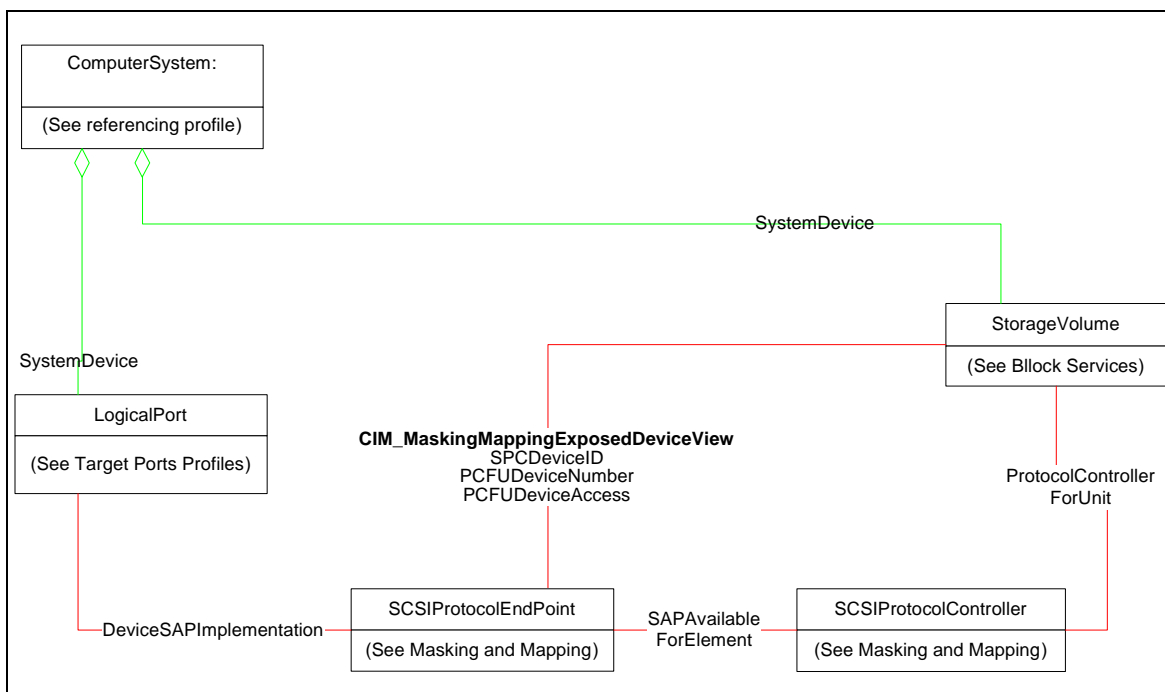 ComputerSystem:
(See referencing profile)
SystemDevice
StorageVolume
(See Bllock Services)
SystemDevice
LogicalPort
(See Target Ports Profiles)
CIM_MaskingMappingExposedDeviceView
SPCDeviceID
PCFUDeviceNumber
PCFUDeviceAccess
ProtocolController
ForUnit
SCSIProtocolEndPoint
(See Masking and Mapping)
DeviceSAPImplementation
SAPAvailable
ForElement
SCSIProtocolController
(See Masking and Mapping)